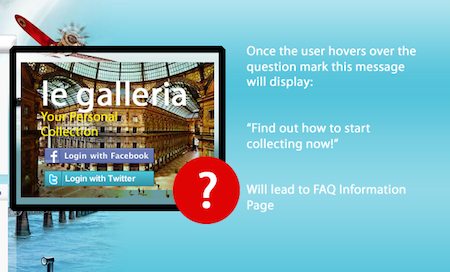 le galleria
Your Personal
Collection
f Login with Facebook
t Login with Twitter
?
Once the user hovers over the
question mark this message
will display:
“Find out how to start
collecting now!”
Will lead to FAQ Information
Page